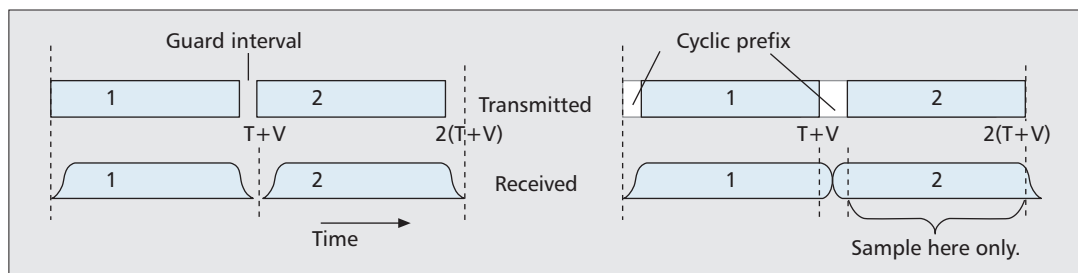 Guard interval
1
2
T+V
2(T+V)
1
2
Time
Transmitted
Received
Cyclic prefix
1
2
T+V
2(T+V)
1
2
Sample here only.